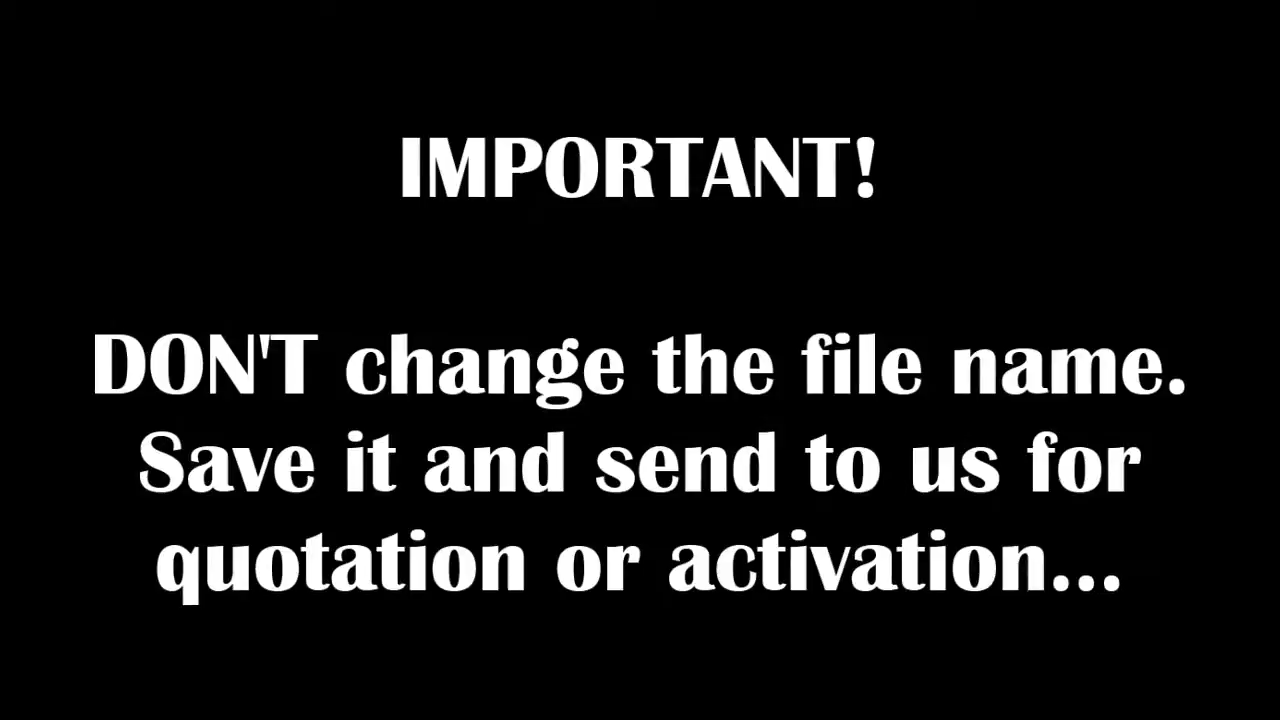 IMPORTANT!
DON'T change the file name.
Save it and send to us for
quotation or activation...